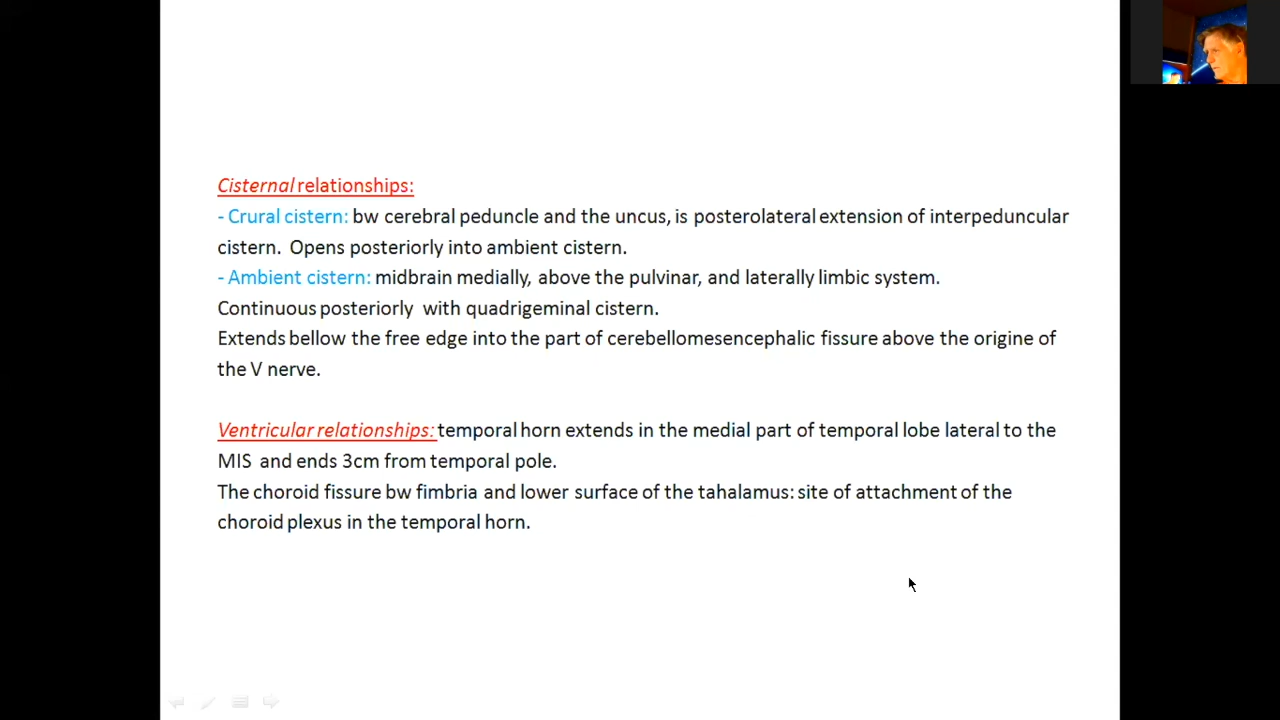 Cisternal relationships:
- Crural cistern: bw cerebral peduncle and the uncus, is posterolateral extension of interpeduncular
cistern. Opens posteriorly into ambient cistern.
- Ambient cistern: midbrain medially, above the pulvinar, and laterally limbic system.
Continuous posteriorly with quadrigeminal cistern.
Extends bellow the free edge into the part of cerebellomesencephalic fissure above the origine of
the V nerve.
Ventricular relationships: temporal horn extends in the medial part of temporal lobe lateral to the
MIS and ends 3cm from temporal pole.
The choroid fissure bw fimbria and lower surface of the tahalamus: site of attachment of the
choroid plexus in the temporal horn.